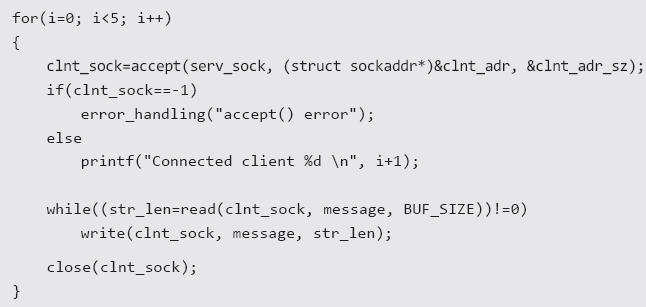 for(i=0; i<5; i++)
{
    clnt_sock=accept(serv_sock, (struct sockaddr*)&clnt_adr, &clnt_adr_sz);
    if(clnt_sock==-1)
        error_handling("accept() error");
    else
        printf("Connected client %d \n", i+1);

    while((str_len=read(clnt_sock, message, BUF_SIZE))!=0)
        write(clnt_sock, message, str_len);

    close(clnt_sock);
}